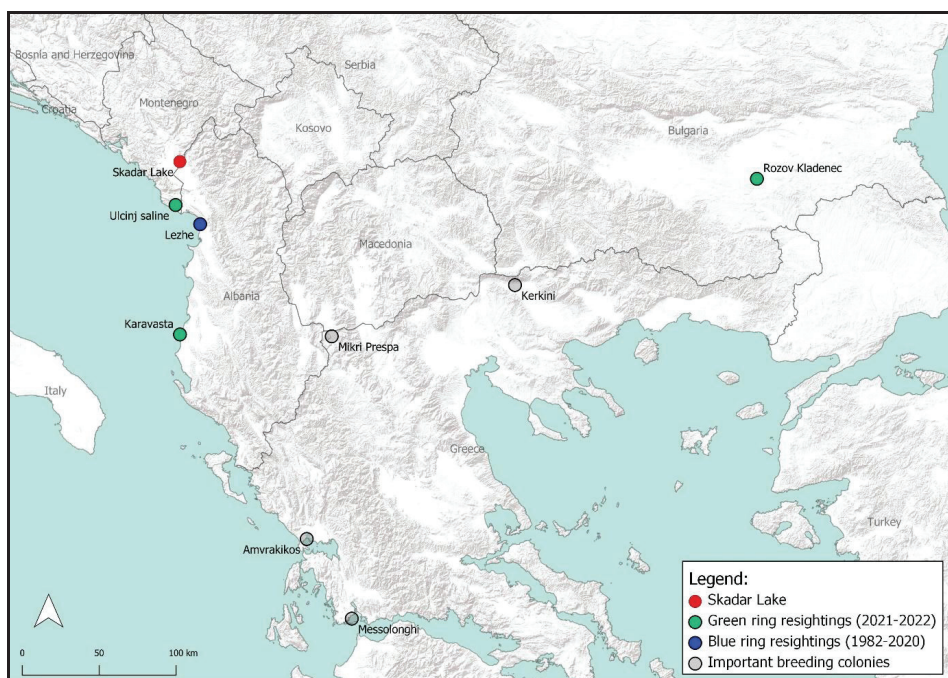 Bosnia and Herzegovina
Serbia
Croatia
Montenegro
Kosovo
Bulgaria
Skadar Lake
Rozov Kladenec
Ulcinj saline
Lezhe
Macedonia
Albania
Kerkini
Karavasta
Mikri Prespa
Italy
Greece
Turkey
Amvrakikos
Messolonghi
Legend:
Skadar Lake
Green ring resightings (2021-2022)
Blue ring resightings (1982-2020)
Important breeding colonies
0 50 100 km